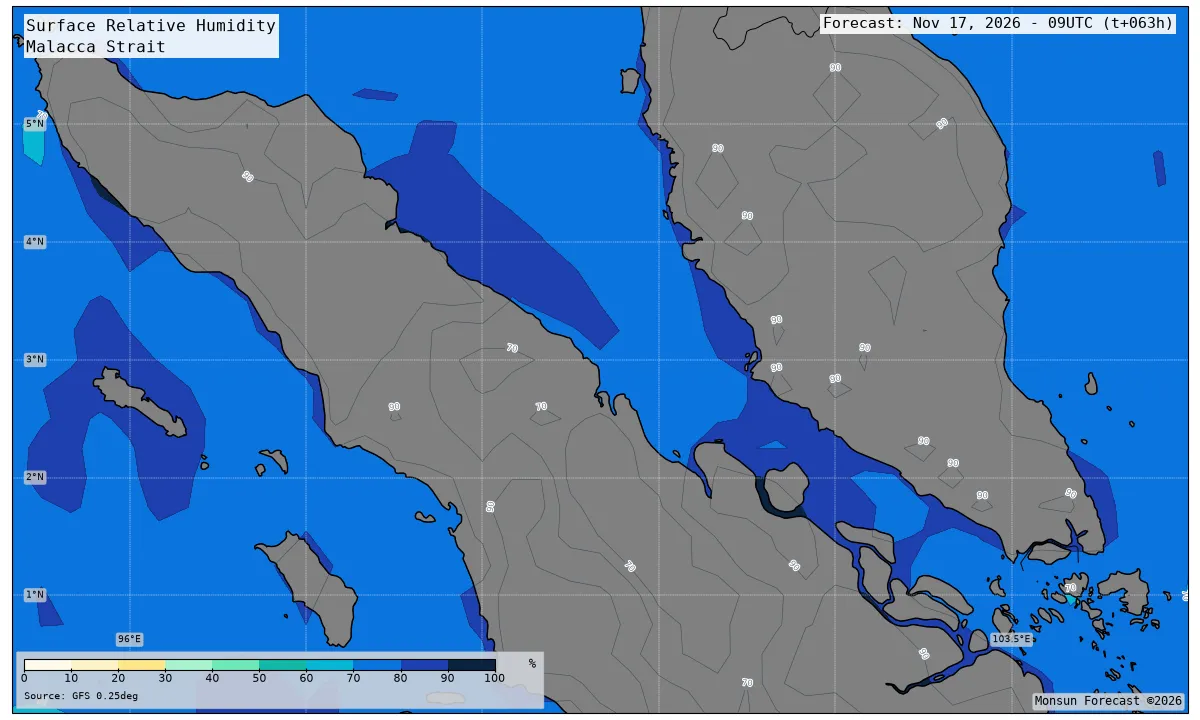 Surface Relative Humidity
Malacca Strait
Forecast: Nov 17, 2026 - 09UTC (t+063h)
90
70
5°N
90
90
90
90
4°N
90
70
90
3°N
90
90
90
70
90
2°N
90
90
90
90
70
90
70
1°N
96°E
103.5°E
90
70
%
0 10 20 30 40 50 60 70 80 90 100
Source: GFS 0.25deg
Monsun Forecast ©2026